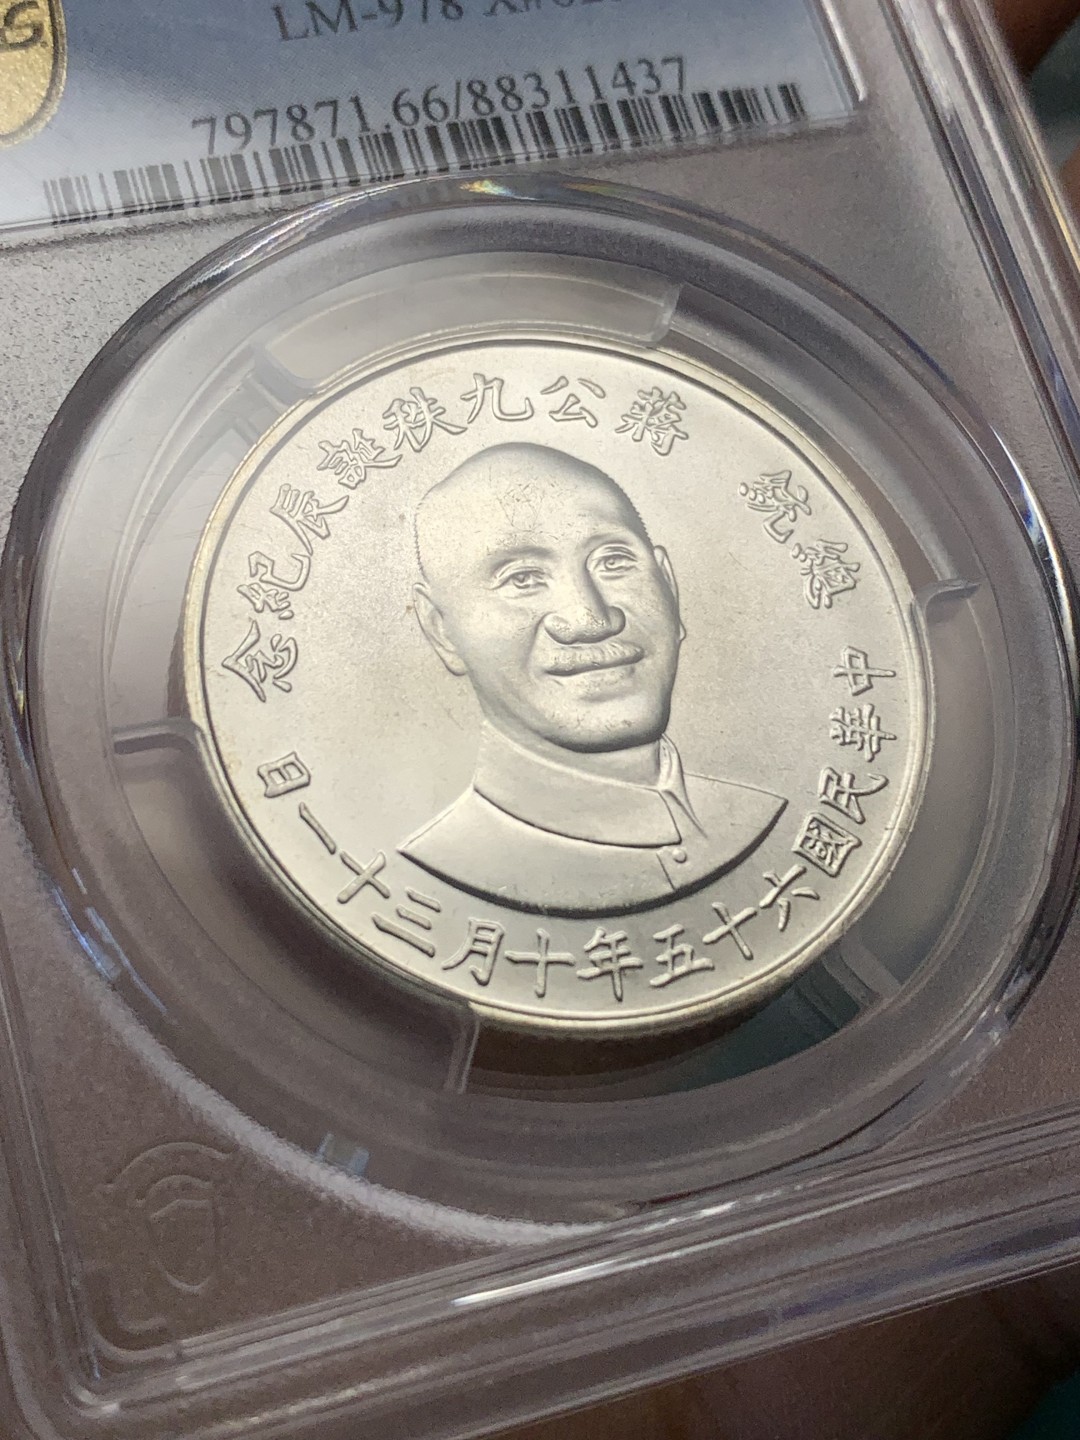 LM-978
797871.66/88311437
總統 蔣公九秩誕辰紀念
中華民國六十五年十月三十一日